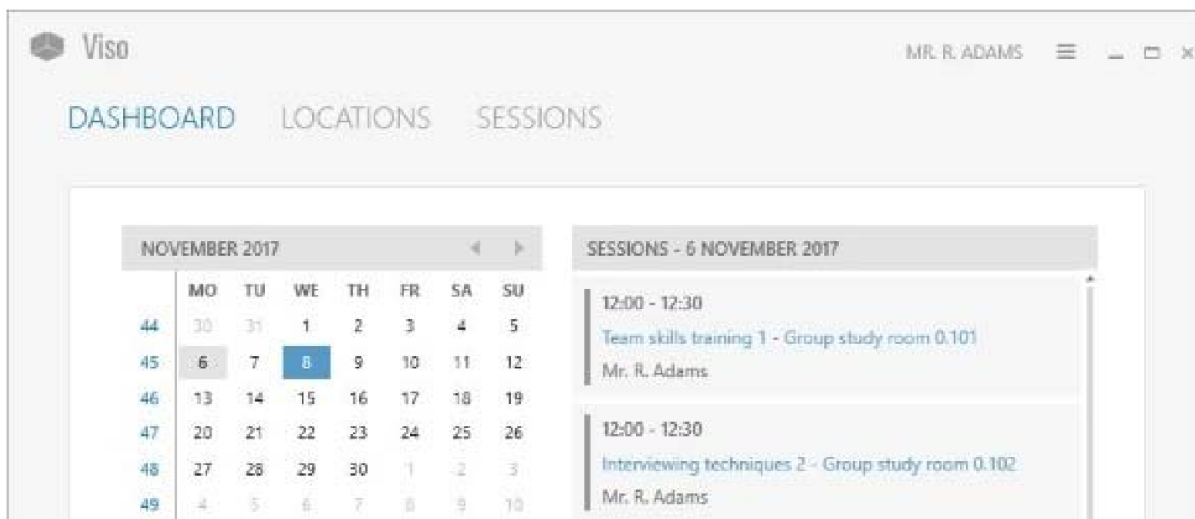 Viso
MR. R. ADAMS
DASHBOARD LOCATIONS SESSIONS
NOVEMBER 2017
MO TU WE TH FR SA SU
44 30 31 1 2 3 4 5
45 6 7 8 9 10 11 12
46 13 14 15 16 17 18 19
47 20 21 22 23 24 25 26
48 27 28 29 30 1 2 3
49 4 5 6 7 8 9 10
SESSIONS - 6 NOVEMBER 2017
12:00 - 12:30
Team skills training 1 - Group study room 0.101
Mr. R. Adams
12:00 - 12:30
Interviewing techniques 2 - Group study room 0.102
Mr. R. Adams